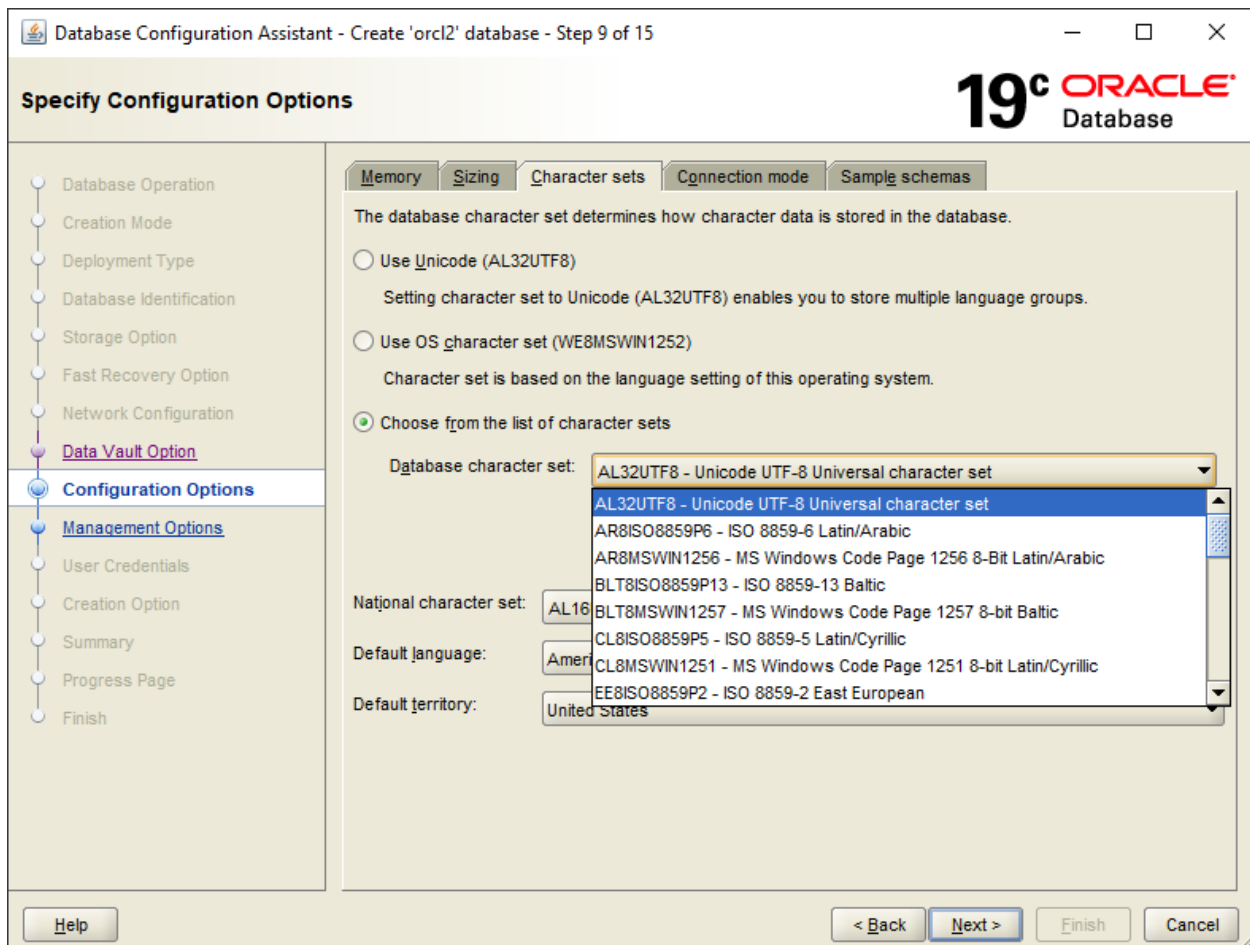 Database Configuration Assistant - Create 'orcl2' database - Step 9 of 15
Specify Configuration Options
19c ORACLE
Database
Database Operation
Creation Mode
Deployment Type
Database Identification
Storage Option
Fast Recovery Option
Network Configuration
Data Vault Option
Configuration Options
Management Options
User Credentials
Creation Option
Summary
Progress Page
Finish
Memory Sizing Character sets Connection mode Sample schemas
The database character set determines how character data is stored in the database.
Use Unicode (AL32UTF8)
Setting character set to Unicode (AL32UTF8) enables you to store multiple language groups.
Use OS character set (WE8MSWIN1252)
Character set is based on the language setting of this operating system.
Choose from the list of character sets
Database character set: AL32UTF8 - Unicode UTF-8 Universal character set
AL32UTF8 - Unicode UTF-8 Universal character set
AR8ISO8859P6 - ISO 8859-6 Latin/Arabic
AR8MSWIN1256 - MS Windows Code Page 1256 8-Bit Latin/Arabic
BLT8ISO8859P13 - ISO 8859-13 Baltic
BLT8MSWIN1257 - MS Windows Code Page 1257 8-bit Baltic
CL8ISO8859P5 - ISO 8859-5 Latin/Cyrillic
CL8MSWIN1251 - MS Windows Code Page 1251 8-bit Latin/Cyrillic
EE8ISO8859P2 - ISO 8859-2 East European
National character set:
Default language:
Default territory: United States
Help < Back Next > Finish Cancel